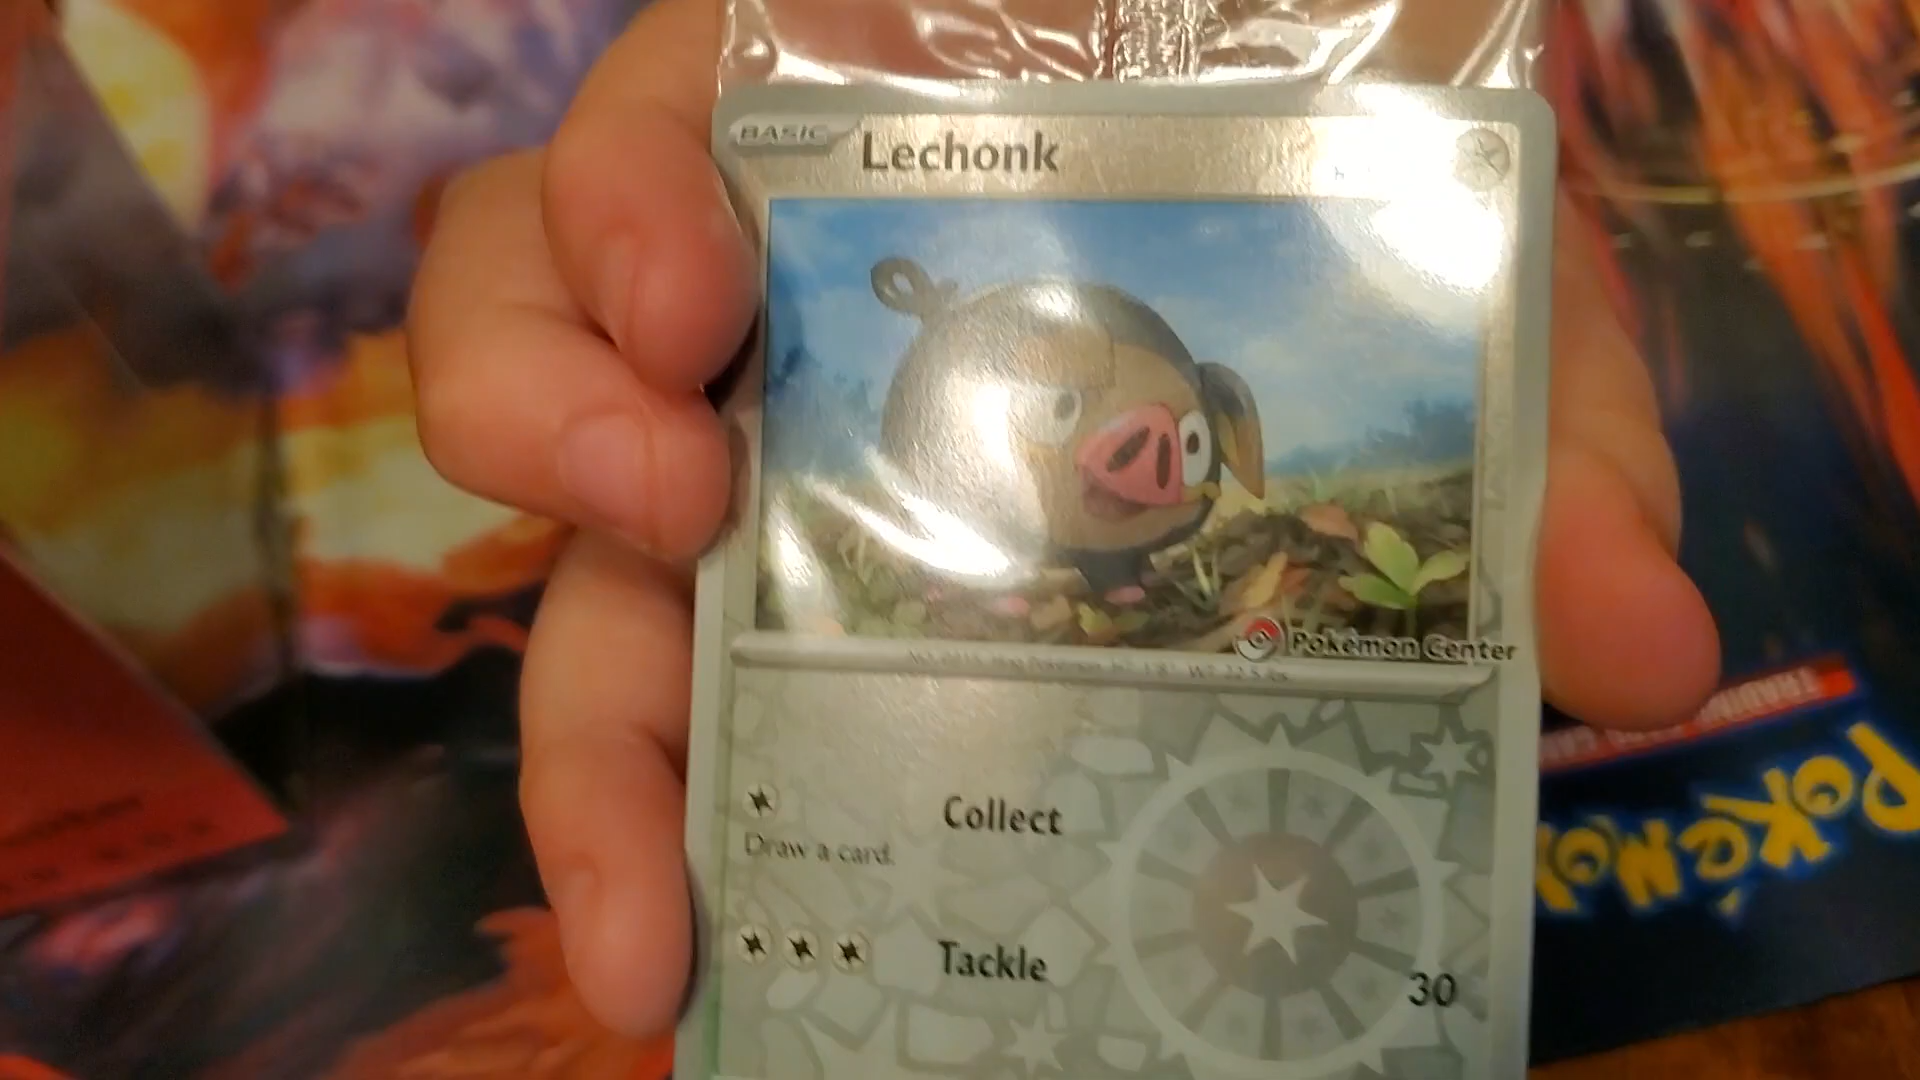 BASIC
Lechonk
Pokémon Center
Collect
Draw a card.
Tackle
30
POKéMON